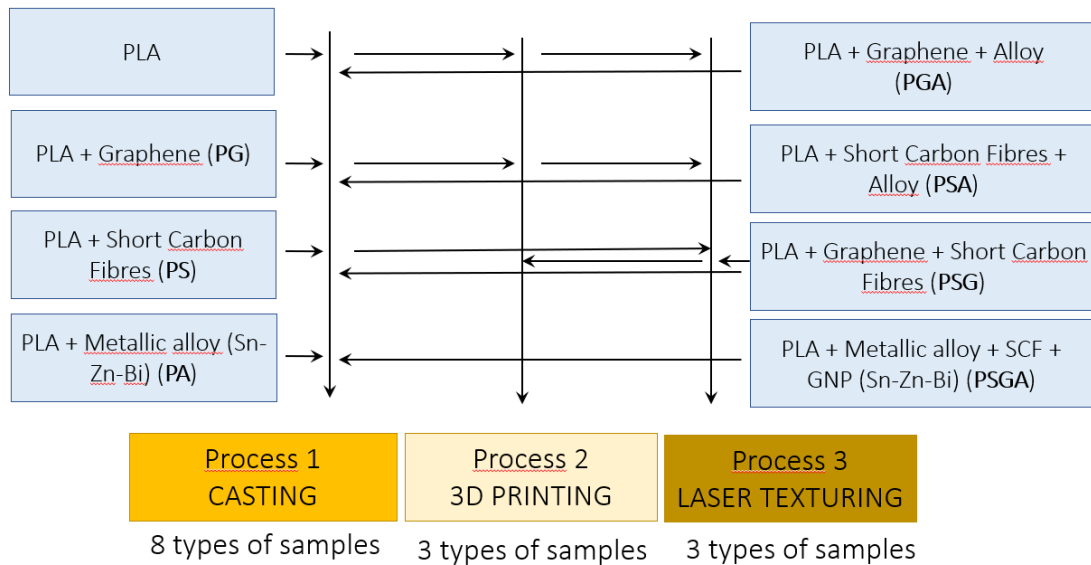 PLA
PLA + Graphene (PG)
PLA + Short Carbon
Fibres (PS)
PLA + Metallic alloy (Sn-
Zn-Bi) (PA)
PLA + Graphene + Alloy
(PGA)
PLA + Short Carbon Fibres +
Alloy (PSA)
PLA + Graphene + Short Carbon
Fibres (PSG)
PLA + Metallic alloy + SCF +
GNP (Sn-Zn-Bi) (PSGA)
Process 1
CASTING
Process 2
3D PRINTING
Process 3
LASER TEXTURING
8 types of samples
3 types of samples
3 types of samples